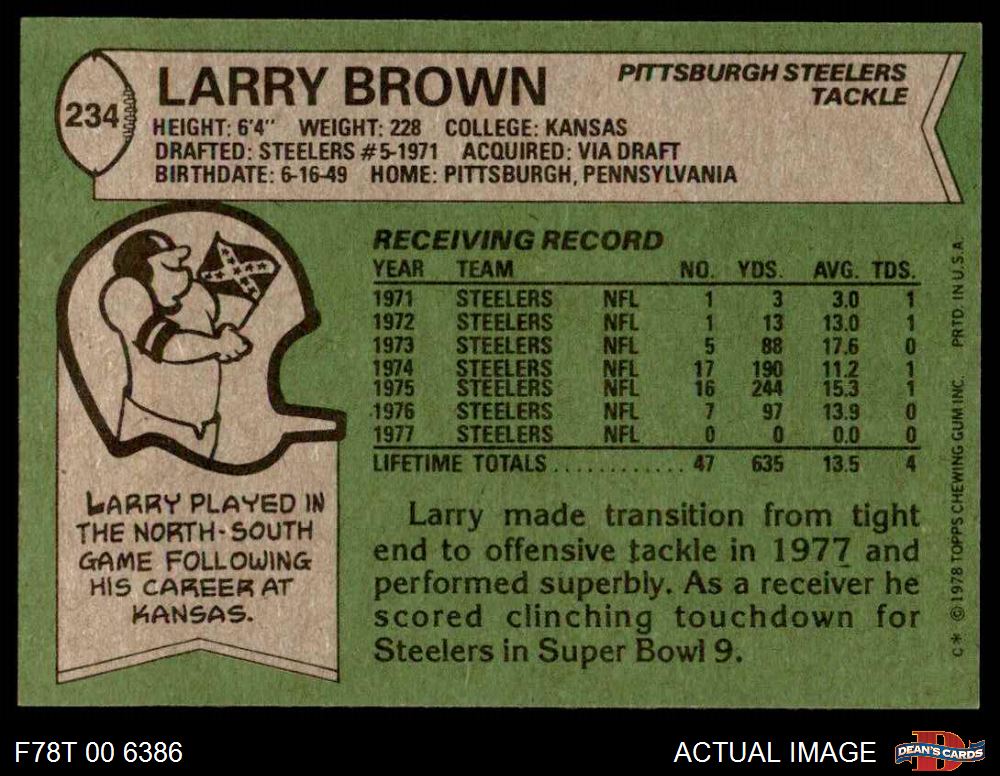 234
LARRY BROWN
PITTSBURGH STEELERS
TACKLE
HEIGHT: 6'4" WEIGHT: 228 COLLEGE: KANSAS
DRAFTED: STEELERS #5-1971 ACQUIRED: VIA DRAFT
BIRTHDATE: 6-16-49 HOME: PITTSBURGH, PENNSYLVANIA
RECEIVING RECORD
YEAR TEAM NO. YDS. AVG. TDS.
1971 STEELERS NFL 1 3 3.0 1
1972 STEELERS NFL 1 13 13.0 1
1973 STEELERS NFL 5 88 17.6 0
1974 STEELERS NFL 17 190 11.2 1
1975 STEELERS NFL 16 244 15.3 1
1976 STEELERS NFL 7 97 13.9 0
1977 STEELERS NFL 0 0 0.0 0
LIFETIME TOTALS............ 47 635 13.5 4
LARRY PLAYED IN
THE NORTH-SOUTH
GAME FOLLOWING
HIS CAREER AT
KANSAS.
Larry made transition from tight
end to offensive tackle in 1977 and
performed superbly. As a receiver he
scored clinching touchdown for
Steelers in Super Bowl 9.
C* © 1978 TOPPS CHEWING GUM INC. PRTD. IN U.S.A.
F78T 00 6386
ACTUAL IMAGE
DEAN'S CARDS